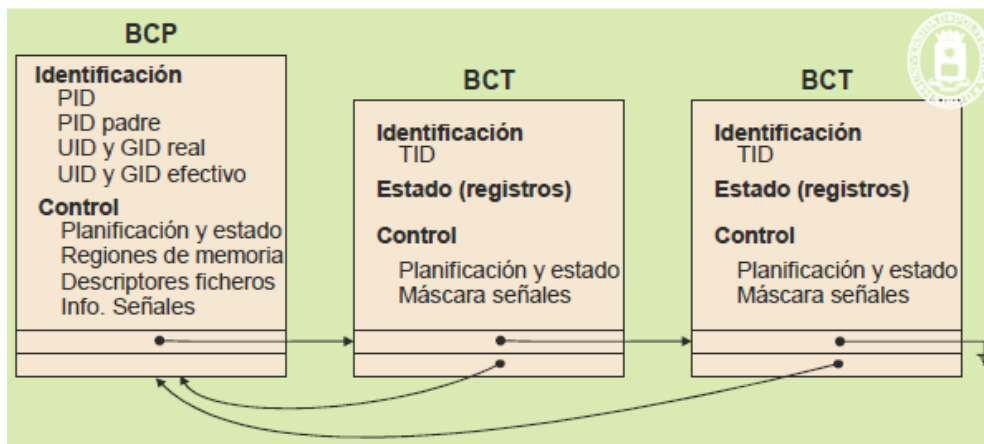 BCP
Identificación
PID
PID padre
UID y GID real
UID y GID efectivo
Control
Planificación y estado
Regiones de memoria
Descriptores ficheros
Info. Señales
BCT
Identificación
TID
Estado (registros)
Control
Planificación y estado
Máscara señales
BCT
Identificación
TID
Estado (registros)
Control
Planificación y estado
Máscara señales